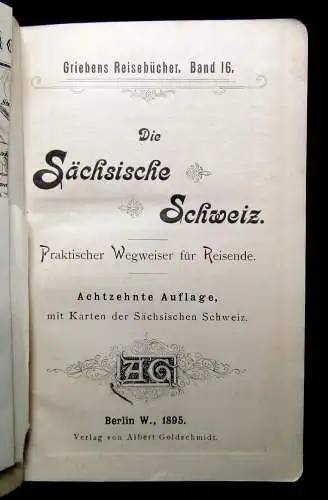 Griebens Reisebücher. Band 16.
Die
Sächsische
Schweiz.
Praktischer Wegweiser für Reisende.
Achtzehnte Auflage,
mit Karten der Sächsischen Schweiz.
AG
Berlin W., 1895.
Verlag von Albert Goldschmidt.